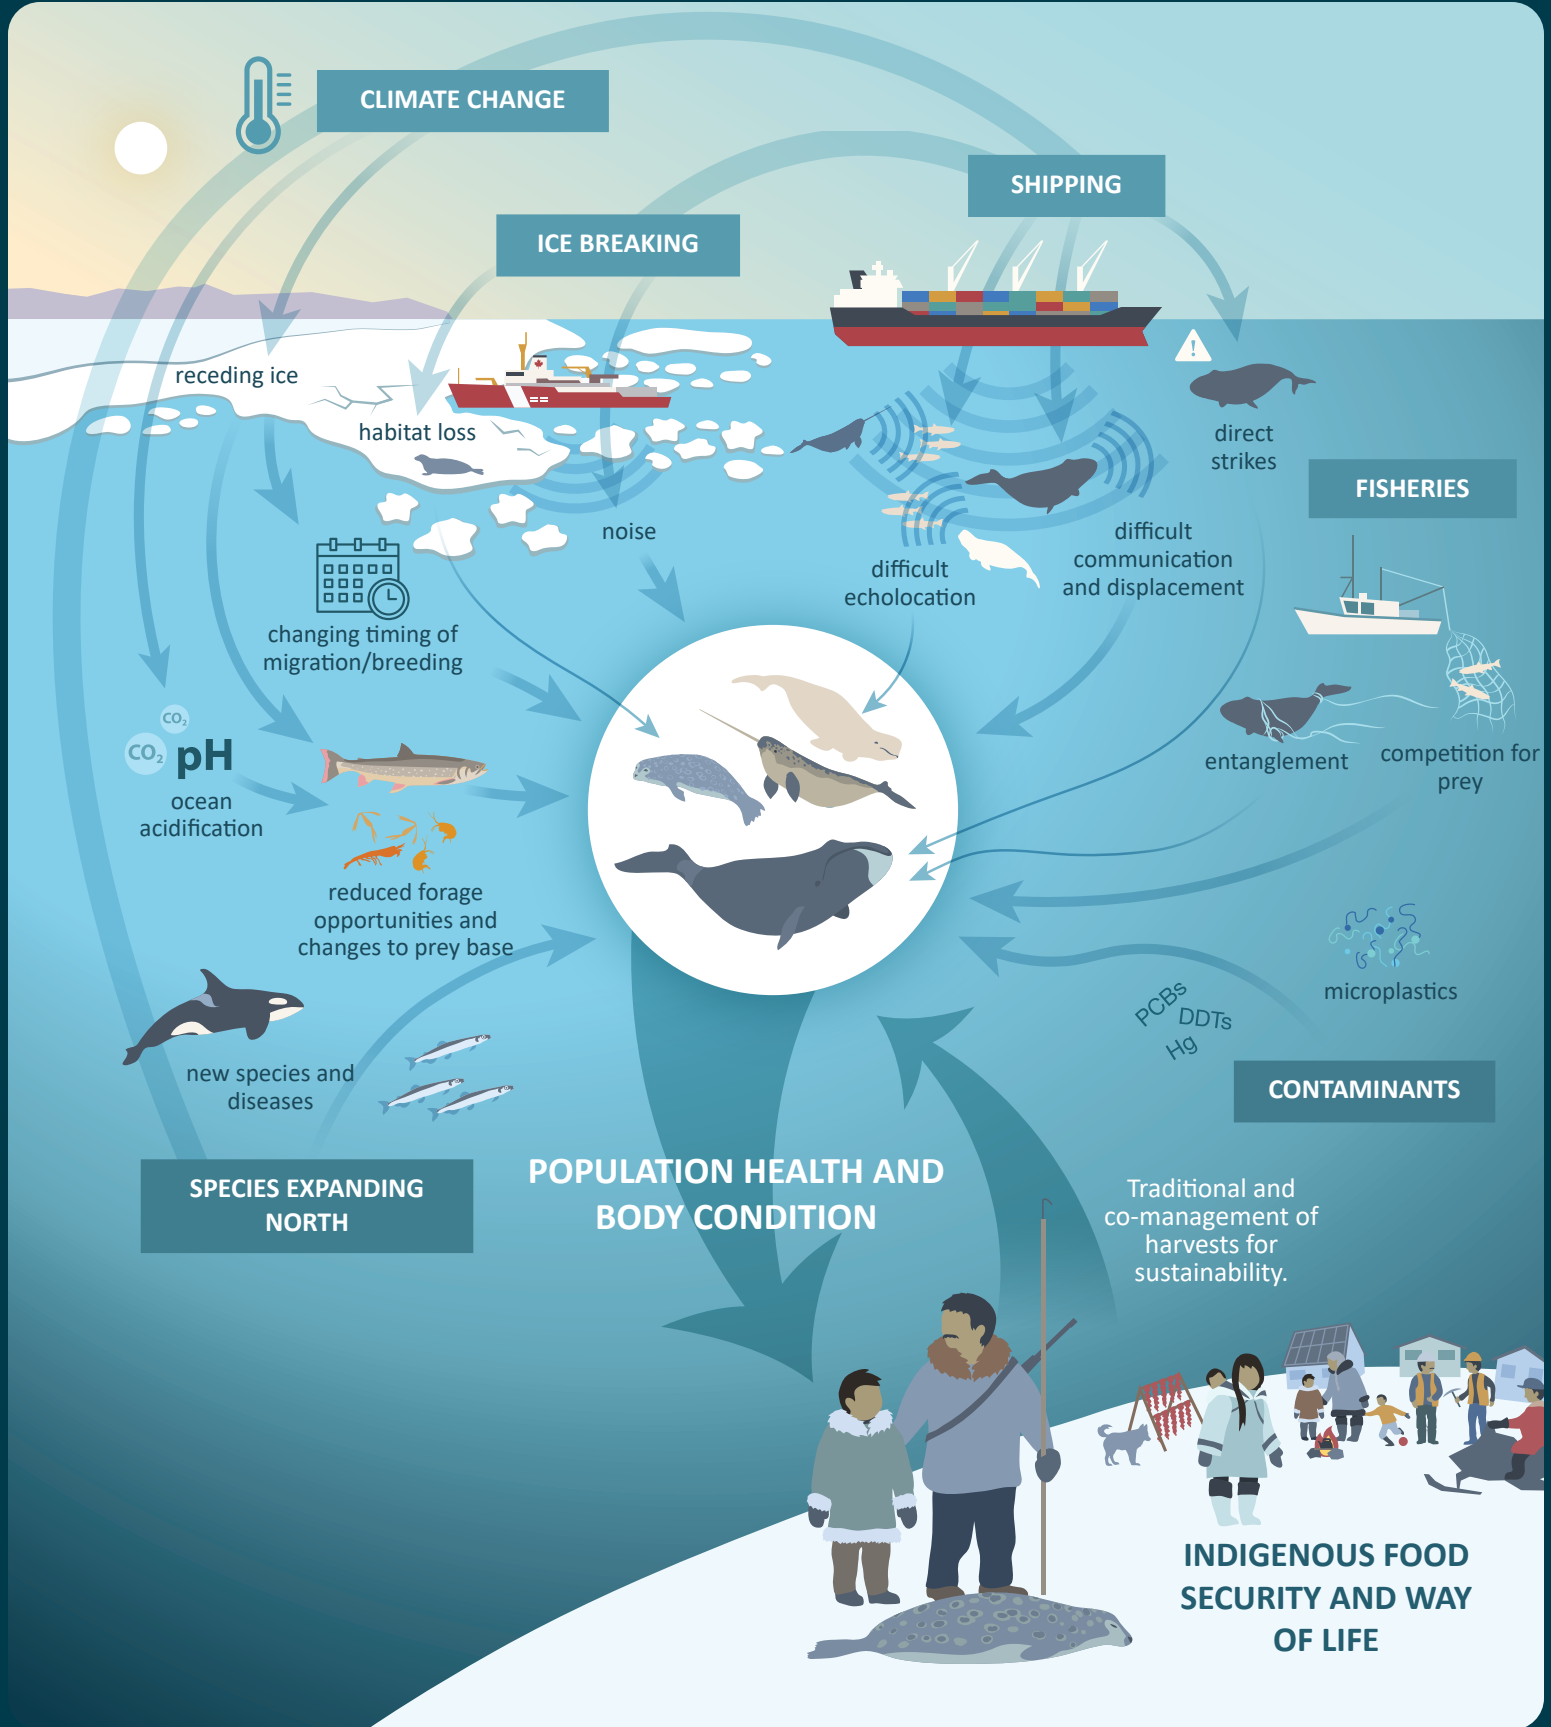 CLIMATE CHANGE
SHIPPING
ICE BREAKING
receding ice
habitat loss
direct
strikes
FISHERIES
noise
difficult
echolocation
difficult
communication
and displacement
changing timing of
migration/breeding
CO₂
CO₂ pH
ocean
acidification
entanglement
competition for
prey
reduced forage
opportunities and
changes to prey base
microplastics
PCBs
DDTs
Hg
new species and
diseases
CONTAMINANTS
SPECIES EXPANDING
NORTH
POPULATION HEALTH AND
BODY CONDITION
Traditional and
co-management of
harvests for
sustainability.
INDIGENOUS FOOD
SECURITY AND WAY
OF LIFE